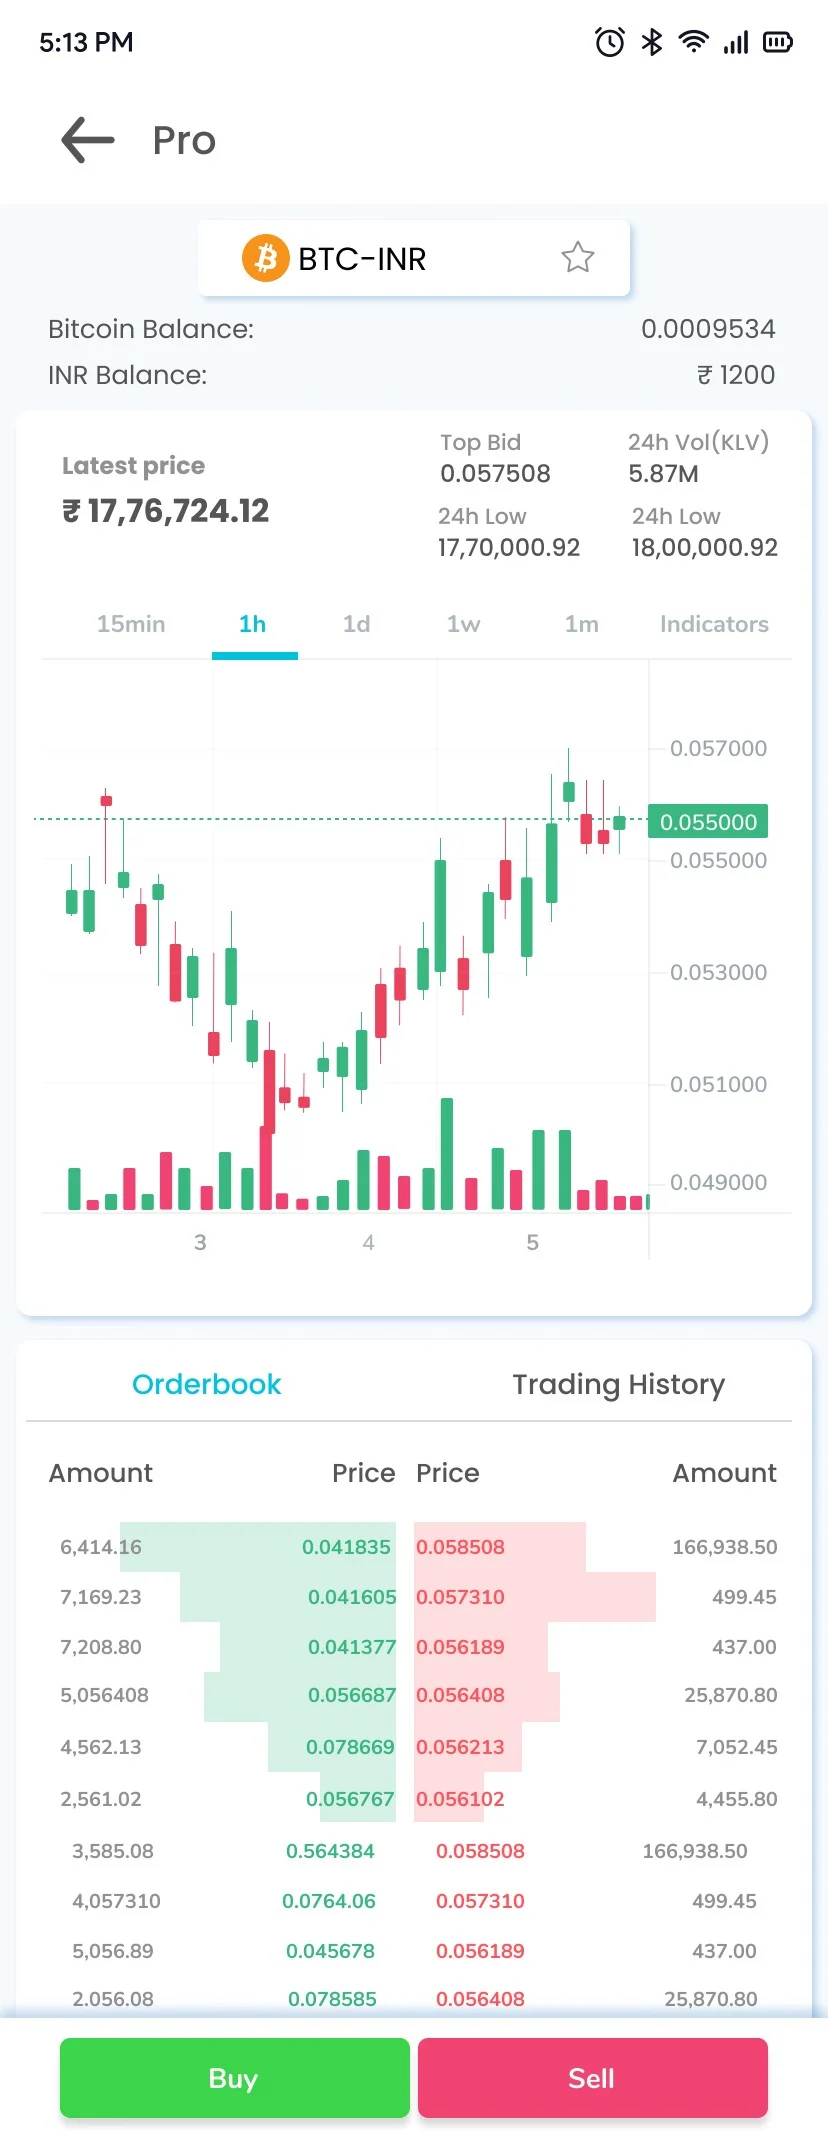 5:13 PM
Pro
BTC-INR
Bitcoin Balance: 0.0009534
INR Balance: ₹ 1200
Latest price
₹ 17,76,724.12
Top Bid 24h Vol(KLV)
0.057508 5.87M
24h Low 24h Low
17,70,000.92 18,00,000.92
15min 1h 1d 1w 1m Indicators
0.057000
0.055000
0.055000
0.053000
0.051000
0.049000
3 4 5
Orderbook Trading History
Amount Price Price Amount
6,414.16 0.041835 0.058508 166,938.50
7,169.23 0.041605 0.057310 499.45
7,208.80 0.041377 0.056189 437.00
5,056408 0.056687 0.056408 25,870.80
4,562.13 0.078669 0.056213 7,052.45
2,561.02 0.056767 0.056102 4,455.80
3,585.08 0.564384 0.058508 166,938.50
4,057310 0.0764.06 0.057310 499.45
5,056.89 0.045678 0.056189 437.00
2.056.08 0.078585 0.056408 25,870.80
Buy Sell